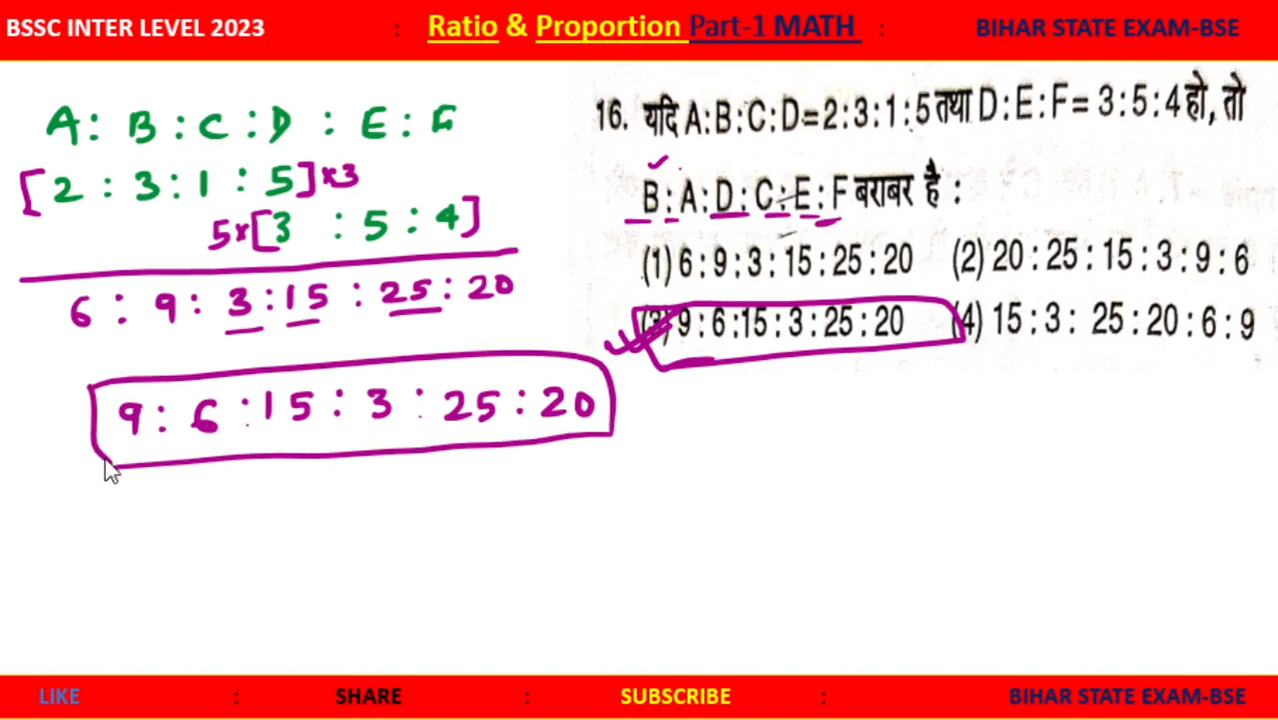 BSSC INTER LEVEL 2023 : Ratio & Proportion Part-1 MATH : BIHAR STATE EXAM-BSE
A : B : C : D : E : F
[2 : 3 : 1 : 5]×3
5×[3 : 5 : 4]
6 : 9 : 3 : 15 : 25 : 20
9 : 6 : 15 : 3 : 25 : 20
16. यदि A:B:C:D=2:3:1:5 तथा D:E:F= 3:5:4 हो, तो
B:A:D:C:E:F बराबर है :
(1) 6 : 9 : 3 : 15 : 25 : 20 (2) 20 : 25 : 15 : 3 : 9 : 6
(3) 9 : 6 :15 : 3 : 25 : 20 (4) 15 : 3 : 25 : 20 : 6 : 9
LIKE : SHARE : SUBSCRIBE : BIHAR STATE EXAM-BSE